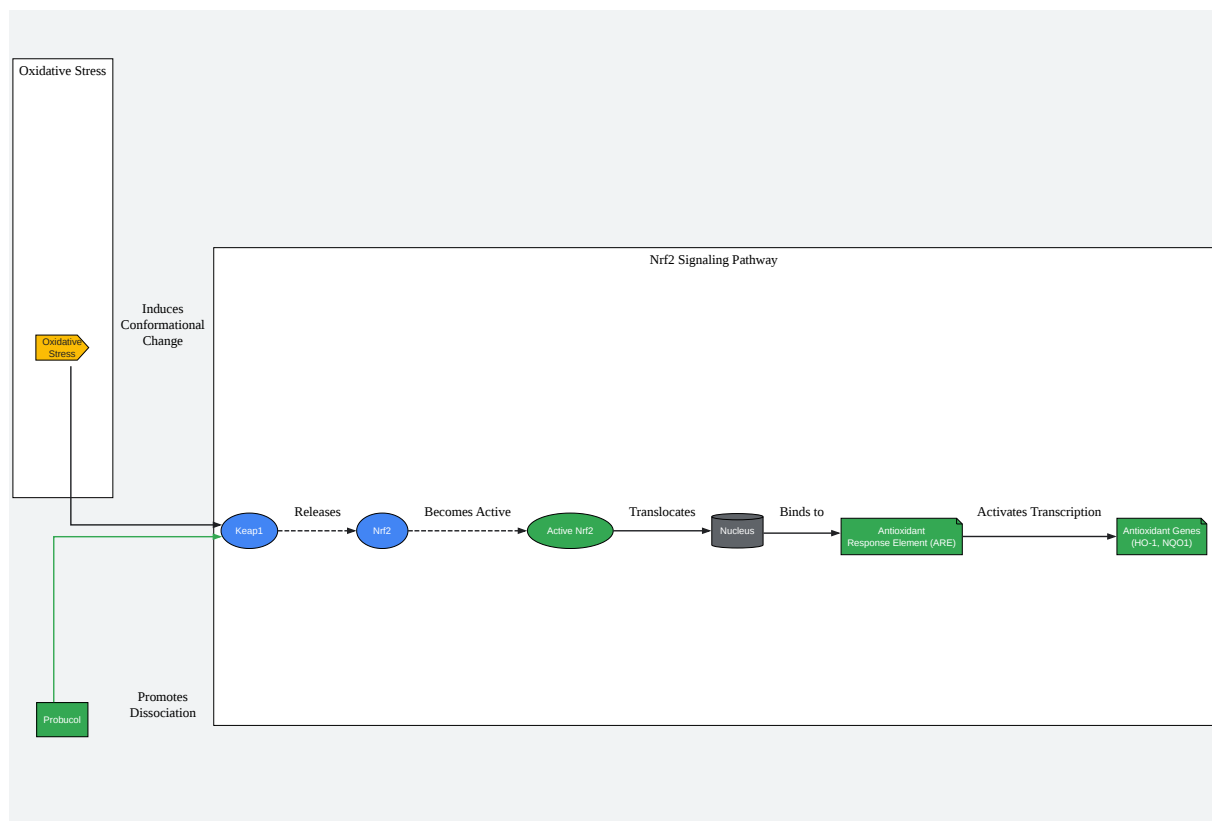 Oxidative Stress
Nrf2 Signaling Pathway
Induces
Conformational
Change
Oxidative
Stress
Keap1
Releases
Nrf2
Becomes Active
Active Nrf2
Translocates
Nucleus
Binds to
Antioxidant
Response Element (ARE)
Activates Transcription
Antioxidant Genes
(HO-1, NQO1)
Promotes
Dissociation
Probucol